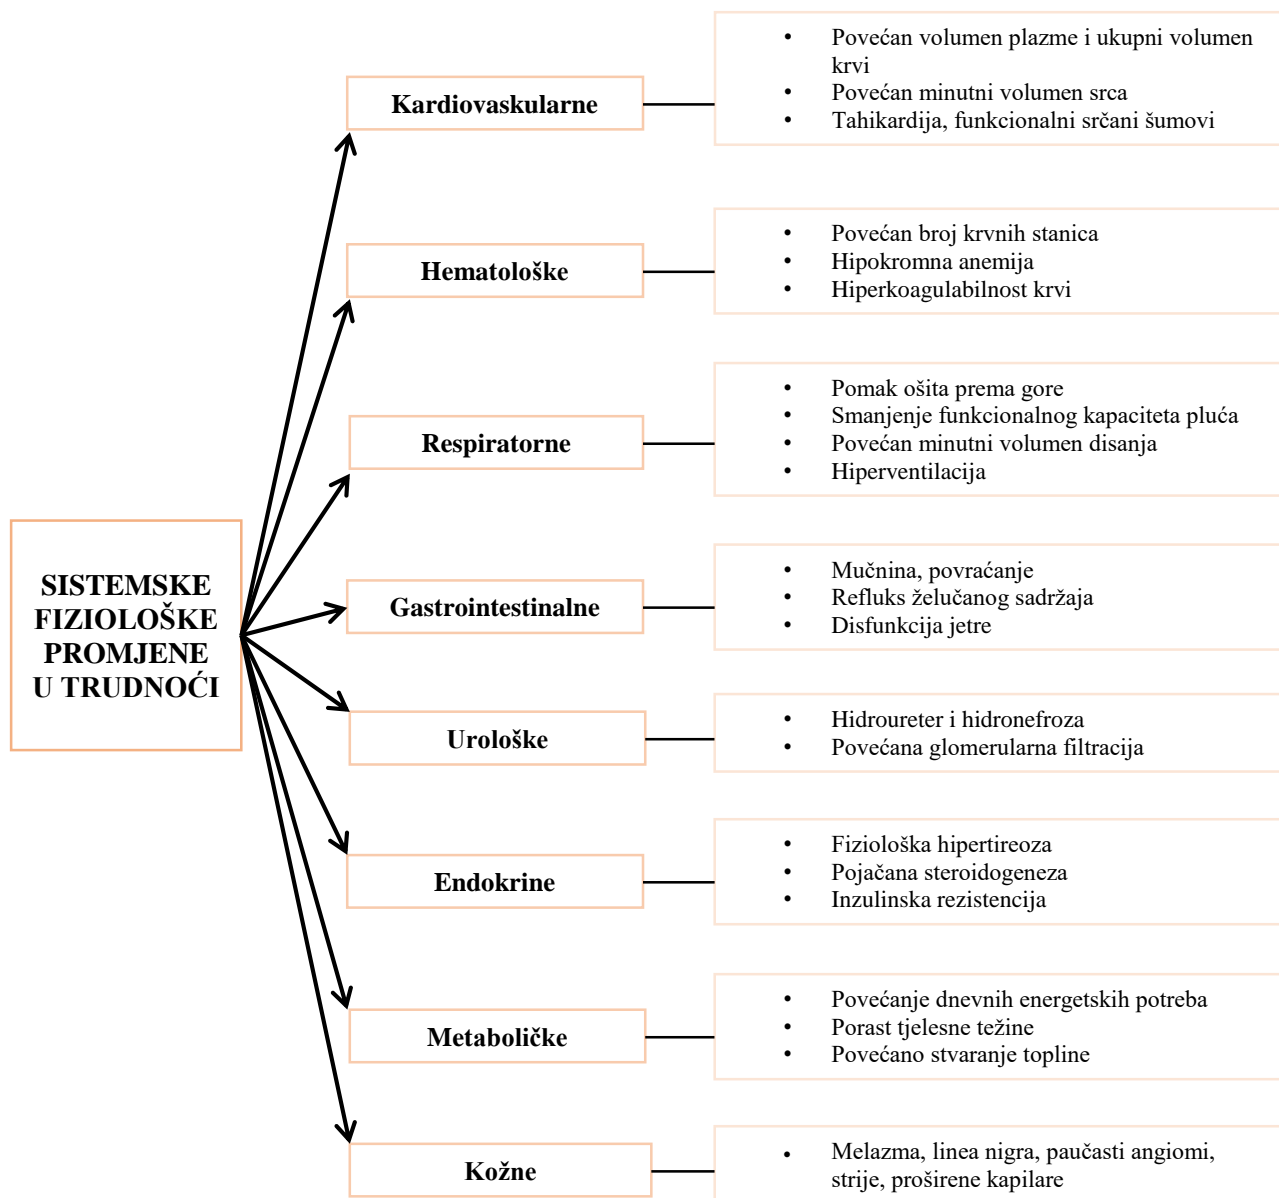 SISTEMSKE
FIZIOLOŠKE
PROMJENE
U TRUDNOĆI
Kardiovaskularne
• Povećan volumen plazme i ukupni volumen
krvi
• Povećan minutni volumen srca
• Tahikardija, funkcionalni srčani šumovi
Hematološke
• Povećan broj krvnih stanica
• Hipokromna anemija
• Hiperkoagulabilnost krvi
Respiratorne
• Pomak ošita prema gore
• Smanjenje funkcionalnog kapaciteta pluća
• Povećan minutni volumen disanja
• Hiperventilacija
Gastrointestinalne
• Mučnina, povraćanje
• Refluks želučanog sadržaja
• Disfunkcija jetre
Urološke
• Hidroureter i hidronefroza
• Povećana glomerularna filtracija
Endokrine
• Fiziološka hipertireoza
• Pojačana steroidogeneza
• Inzulinska rezistencija
Metaboličke
• Povećanje dnevnih energetskih potreba
• Porast tjelesne težine
• Povećano stvaranje topline
Kožne
• Melazma, linea nigra, paučasti angiomi,
strije, proširene kapilare